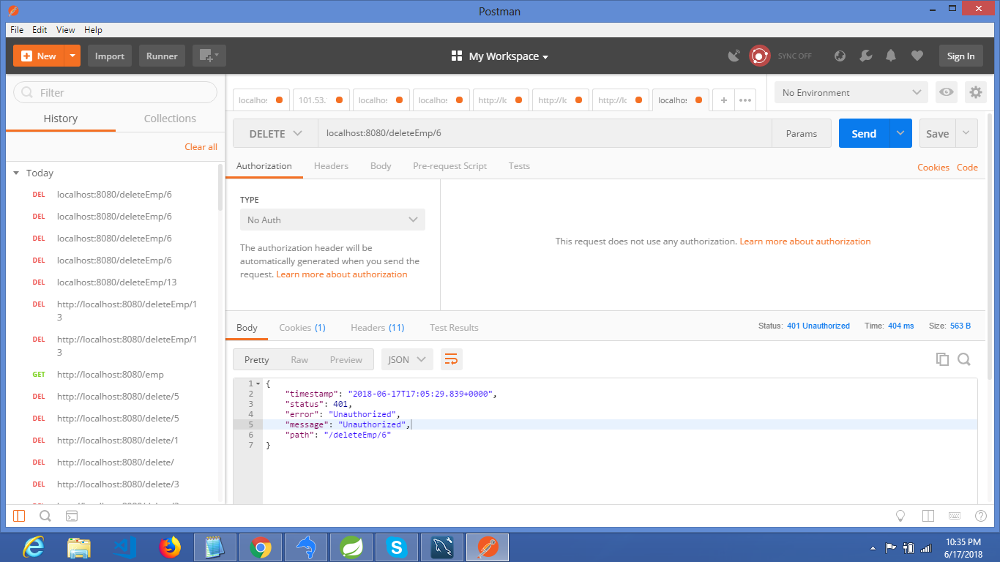 Postman
File Edit View Help
New Import Runner My Workspace SYNC OFF Sign In
Filter
History Collections
Clear all
Today
DEL localhost:8080/deleteEmp/6
DEL localhost:8080/deleteEmp/6
DEL localhost:8080/deleteEmp/6
DEL localhost:8080/deleteEmp/6
DEL localhost:8080/deleteEmp/13
DEL http://localhost:8080/deleteEmp/1
3
DEL http://localhost:8080/deleteEmp/1
3
GET http://localhost:8080/emp
DEL http://localhost:8080/delete/5
DEL http://localhost:8080/delete/5
DEL http://localhost:8080/delete/1
DEL http://localhost:8080/delete/
DEL http://localhost:8080/delete/3
localhos 101.53. localhos localhos http://lo http://lo http://lo localhos + •••
No Environment
DELETE localhost:8080/deleteEmp/6 Params Send Save
Authorization Headers Body Pre-request Script Tests Cookies Code
TYPE
No Auth
The authorization header will be
automatically generated when you send the
request. Learn more about authorization
This request does not use any authorization. Learn more about authorization
Body Cookies (1) Headers (11) Test Results Status: 401 Unauthorized Time: 404 ms Size: 563 B
Pretty Raw Preview JSON
1 {
2 "timestamp": "2018-06-17T17:05:29.839+0000",
3 "status": 401,
4 "error": "Unauthorized",
5 "message": "Unauthorized",
6 "path": "/deleteEmp/6"
7 }
10:35 PM
6/17/2018